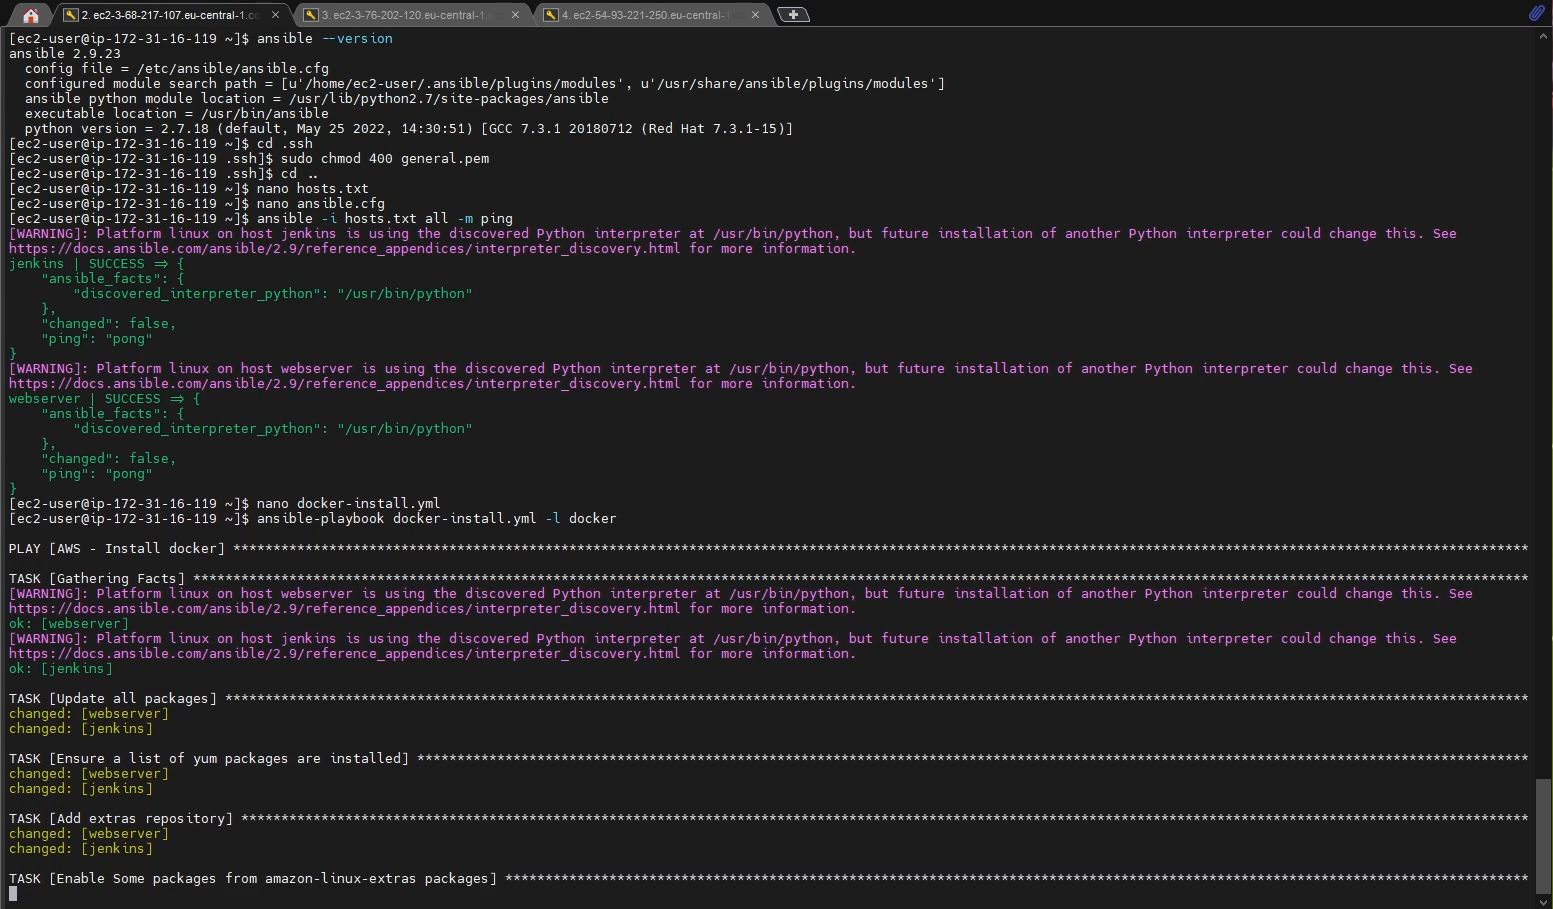 2. ec2-3-68-217-107.eu-central-1.co
3. ec2-3-76-202-120.eu-central-1.
4. ec2-54-93-221-250.eu-central-1
[ec2-user@ip-172-31-16-119 ~]$ ansible --version
ansible 2.9.23
  config file = /etc/ansible/ansible.cfg
  configured module search path = [u'/home/ec2-user/.ansible/plugins/modules', u'/usr/share/ansible/plugins/modules']
  ansible python module location = /usr/lib/python2.7/site-packages/ansible
  executable location = /usr/bin/ansible
  python version = 2.7.18 (default, May 25 2022, 14:30:51) [GCC 7.3.1 20180712 (Red Hat 7.3.1-15)]
[ec2-user@ip-172-31-16-119 ~]$ cd .ssh
[ec2-user@ip-172-31-16-119 .ssh]$ sudo chmod 400 general.pem
[ec2-user@ip-172-31-16-119 .ssh]$ cd ..
[ec2-user@ip-172-31-16-119 ~]$ nano hosts.txt
[ec2-user@ip-172-31-16-119 ~]$ nano ansible.cfg
[ec2-user@ip-172-31-16-119 ~]$ ansible -i hosts.txt all -m ping
[WARNING]: Platform linux on host jenkins is using the discovered Python interpreter at /usr/bin/python, but future installation of another Python interpreter could change this. See
https://docs.ansible.com/ansible/2.9/reference_appendices/interpreter_discovery.html for more information.
jenkins | SUCCESS => {
    "ansible_facts": {
        "discovered_interpreter_python": "/usr/bin/python"
    },
    "changed": false,
    "ping": "pong"
}
[WARNING]: Platform linux on host webserver is using the discovered Python interpreter at /usr/bin/python, but future installation of another Python interpreter could change this. See
https://docs.ansible.com/ansible/2.9/reference_appendices/interpreter_discovery.html for more information.
webserver | SUCCESS => {
    "ansible_facts": {
        "discovered_interpreter_python": "/usr/bin/python"
    },
    "changed": false,
    "ping": "pong"
}
[ec2-user@ip-172-31-16-119 ~]$ nano docker-install.yml
[ec2-user@ip-172-31-16-119 ~]$ ansible-playbook docker-install.yml -l docker
PLAY [AWS - Install docker] ******************************************************************************************************************************************************************
TASK [Gathering Facts] ***********************************************************************************************************************************************************************
[WARNING]: Platform linux on host webserver is using the discovered Python interpreter at /usr/bin/python, but future installation of another Python interpreter could change this. See
https://docs.ansible.com/ansible/2.9/reference_appendices/interpreter_discovery.html for more information.
ok: [webserver]
[WARNING]: Platform linux on host jenkins is using the discovered Python interpreter at /usr/bin/python, but future installation of another Python interpreter could change this. See
https://docs.ansible.com/ansible/2.9/reference_appendices/interpreter_discovery.html for more information.
ok: [jenkins]
TASK [Update all packages] *******************************************************************************************************************************************************************
changed: [webserver]
changed: [jenkins]
TASK [Ensure a list of yum packages are installed] *******************************************************************************************************************************************
changed: [webserver]
changed: [jenkins]
TASK [Add extras repository] *****************************************************************************************************************************************************************
changed: [webserver]
changed: [jenkins]
TASK [Enable Some packages from amazon-linux-extras packages] ********************************************************************************************************************************